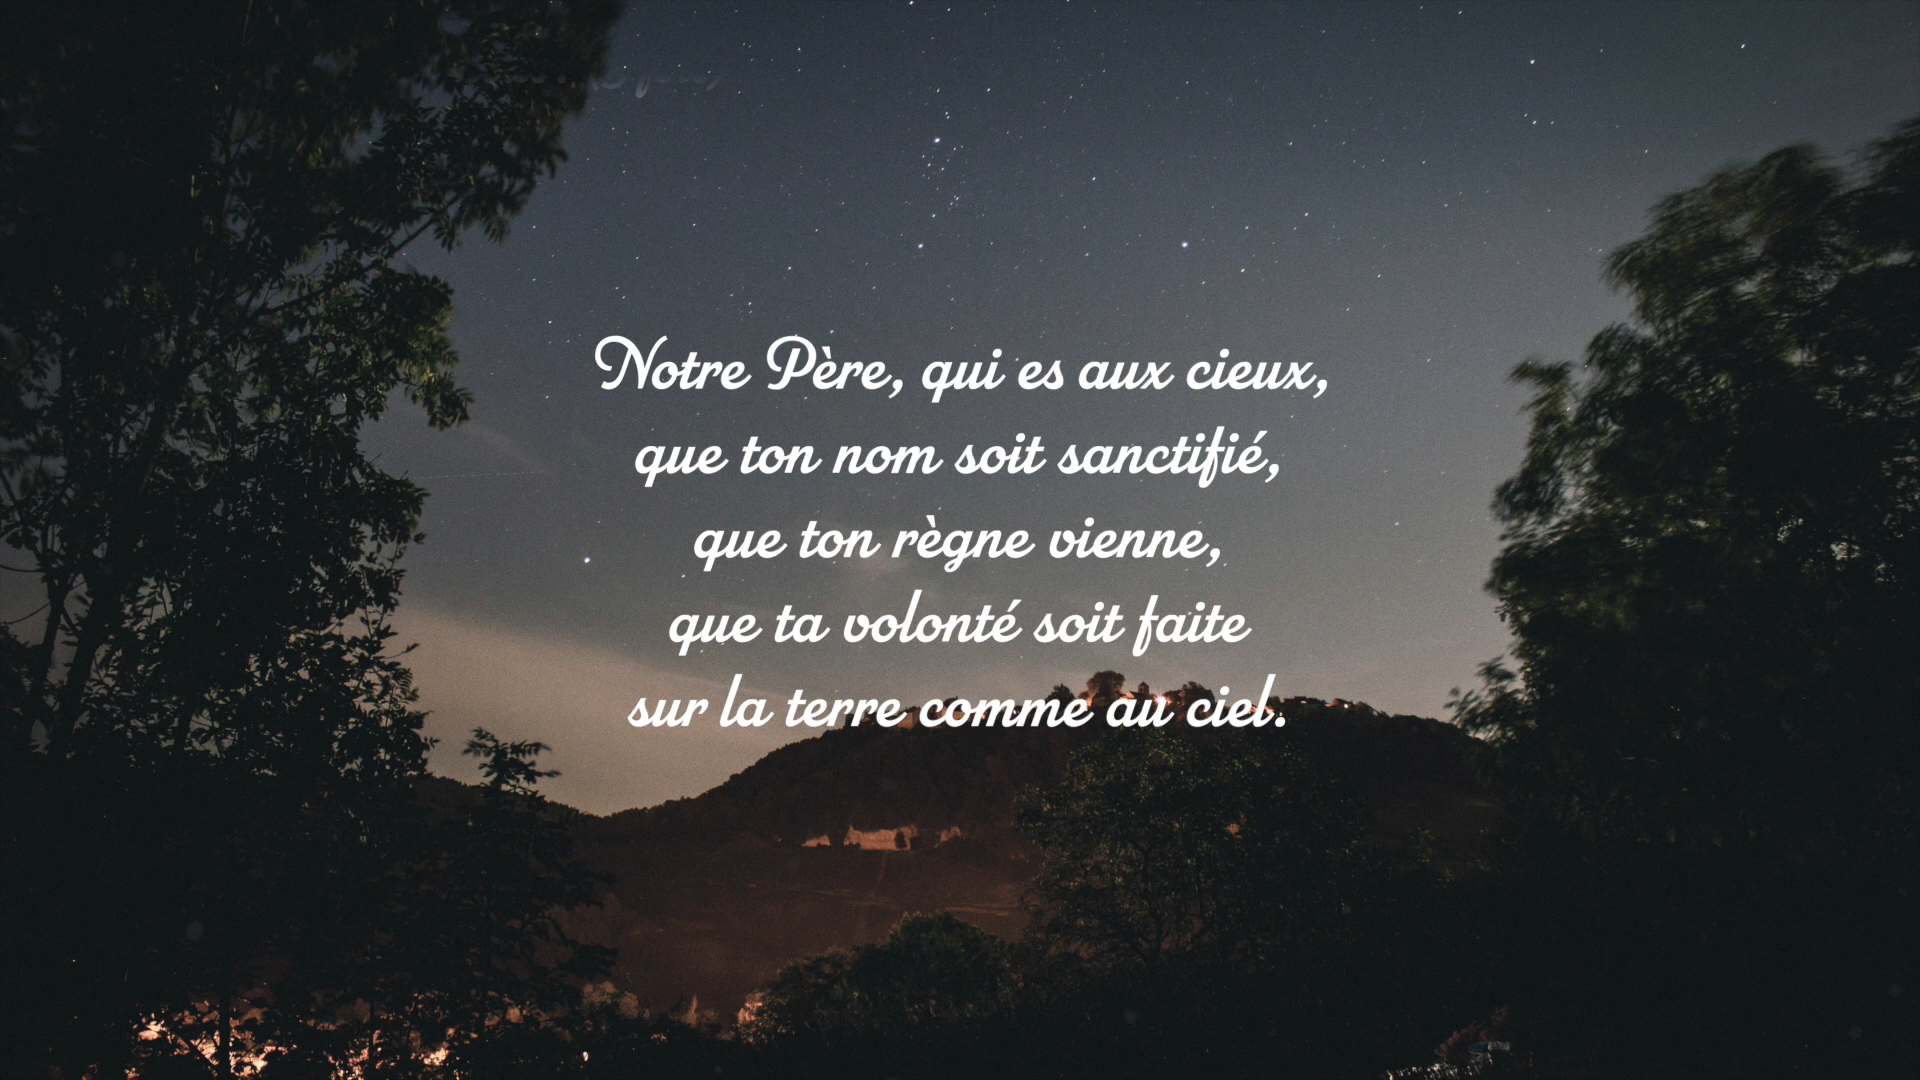 Notre Père, qui es aux cieux,
que ton nom soit sanctifié,
que ton règne vienne,
que ta volonté soit faite
sur la terre comme au ciel.